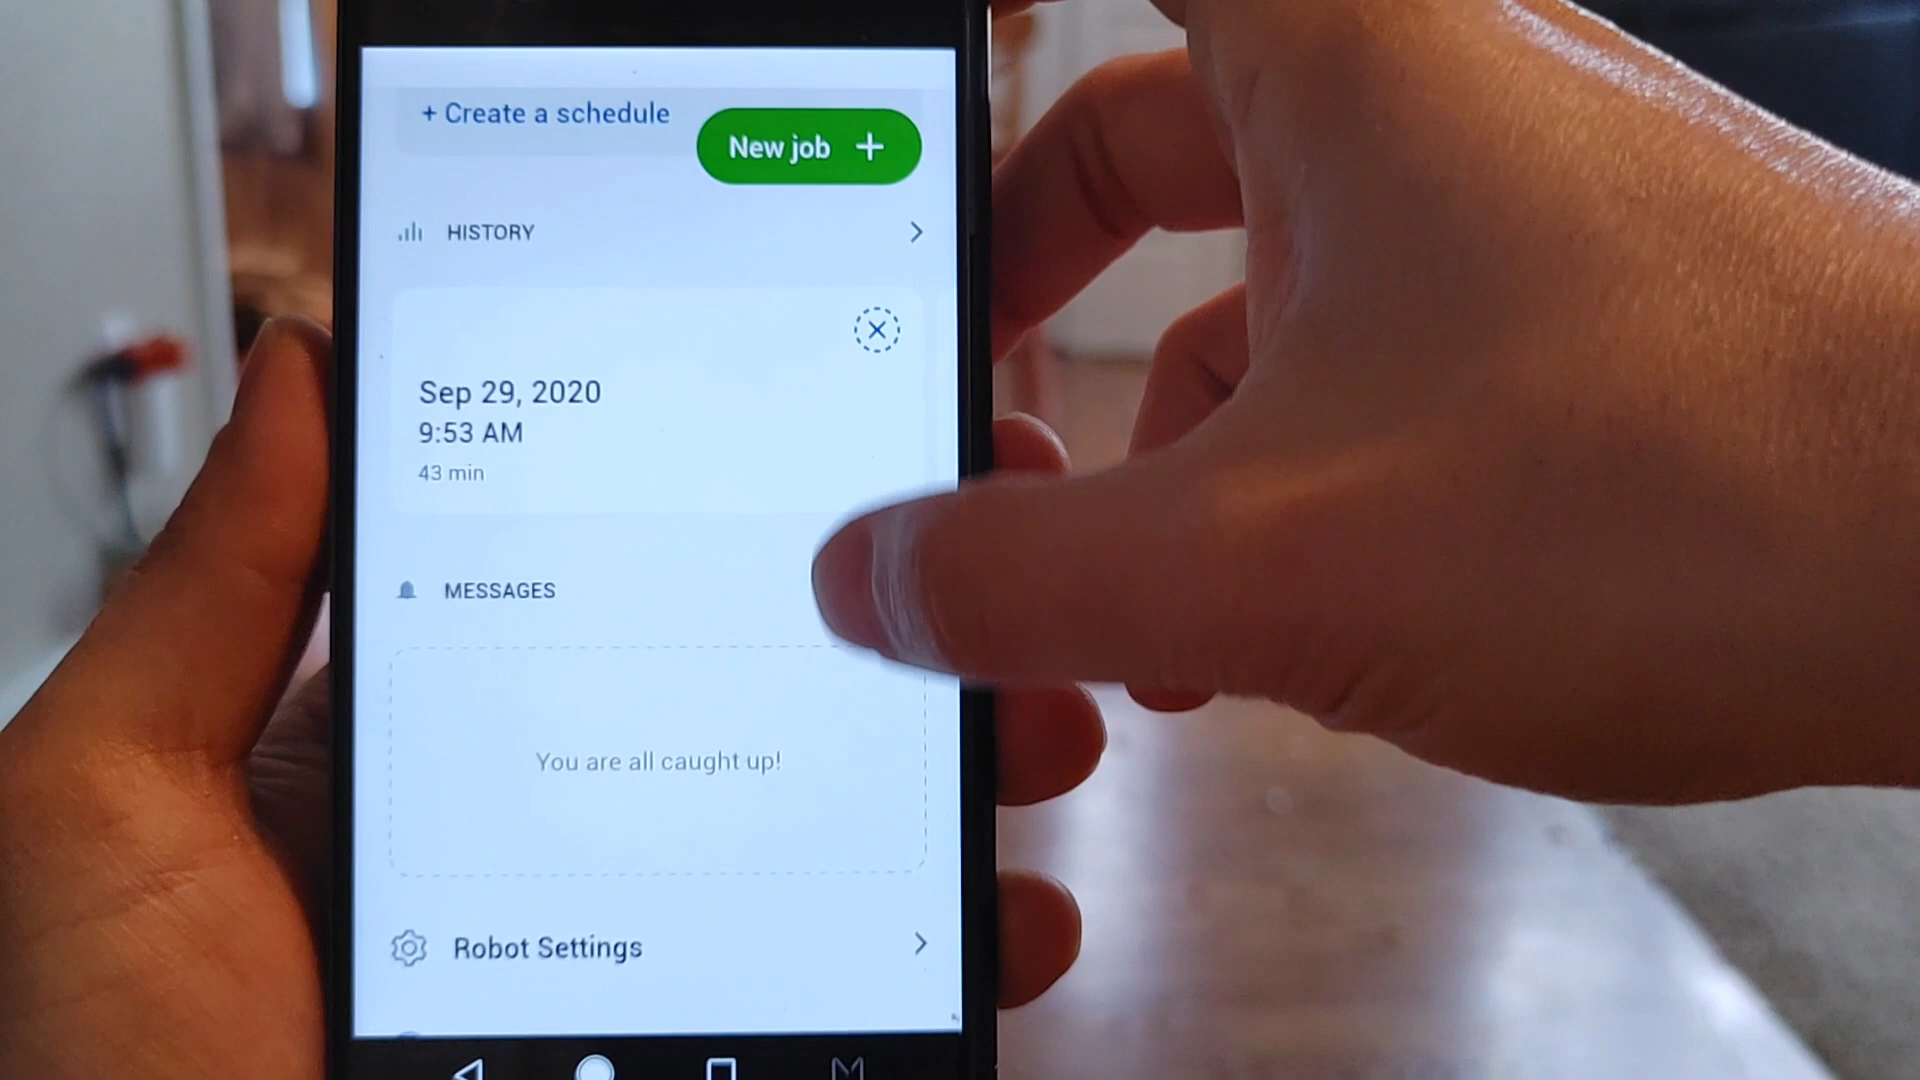 + Create a schedule
New job +
HISTORY
Sep 29, 2020
9:53 AM
43 min
MESSAGES
You are all caught up!
Robot Settings